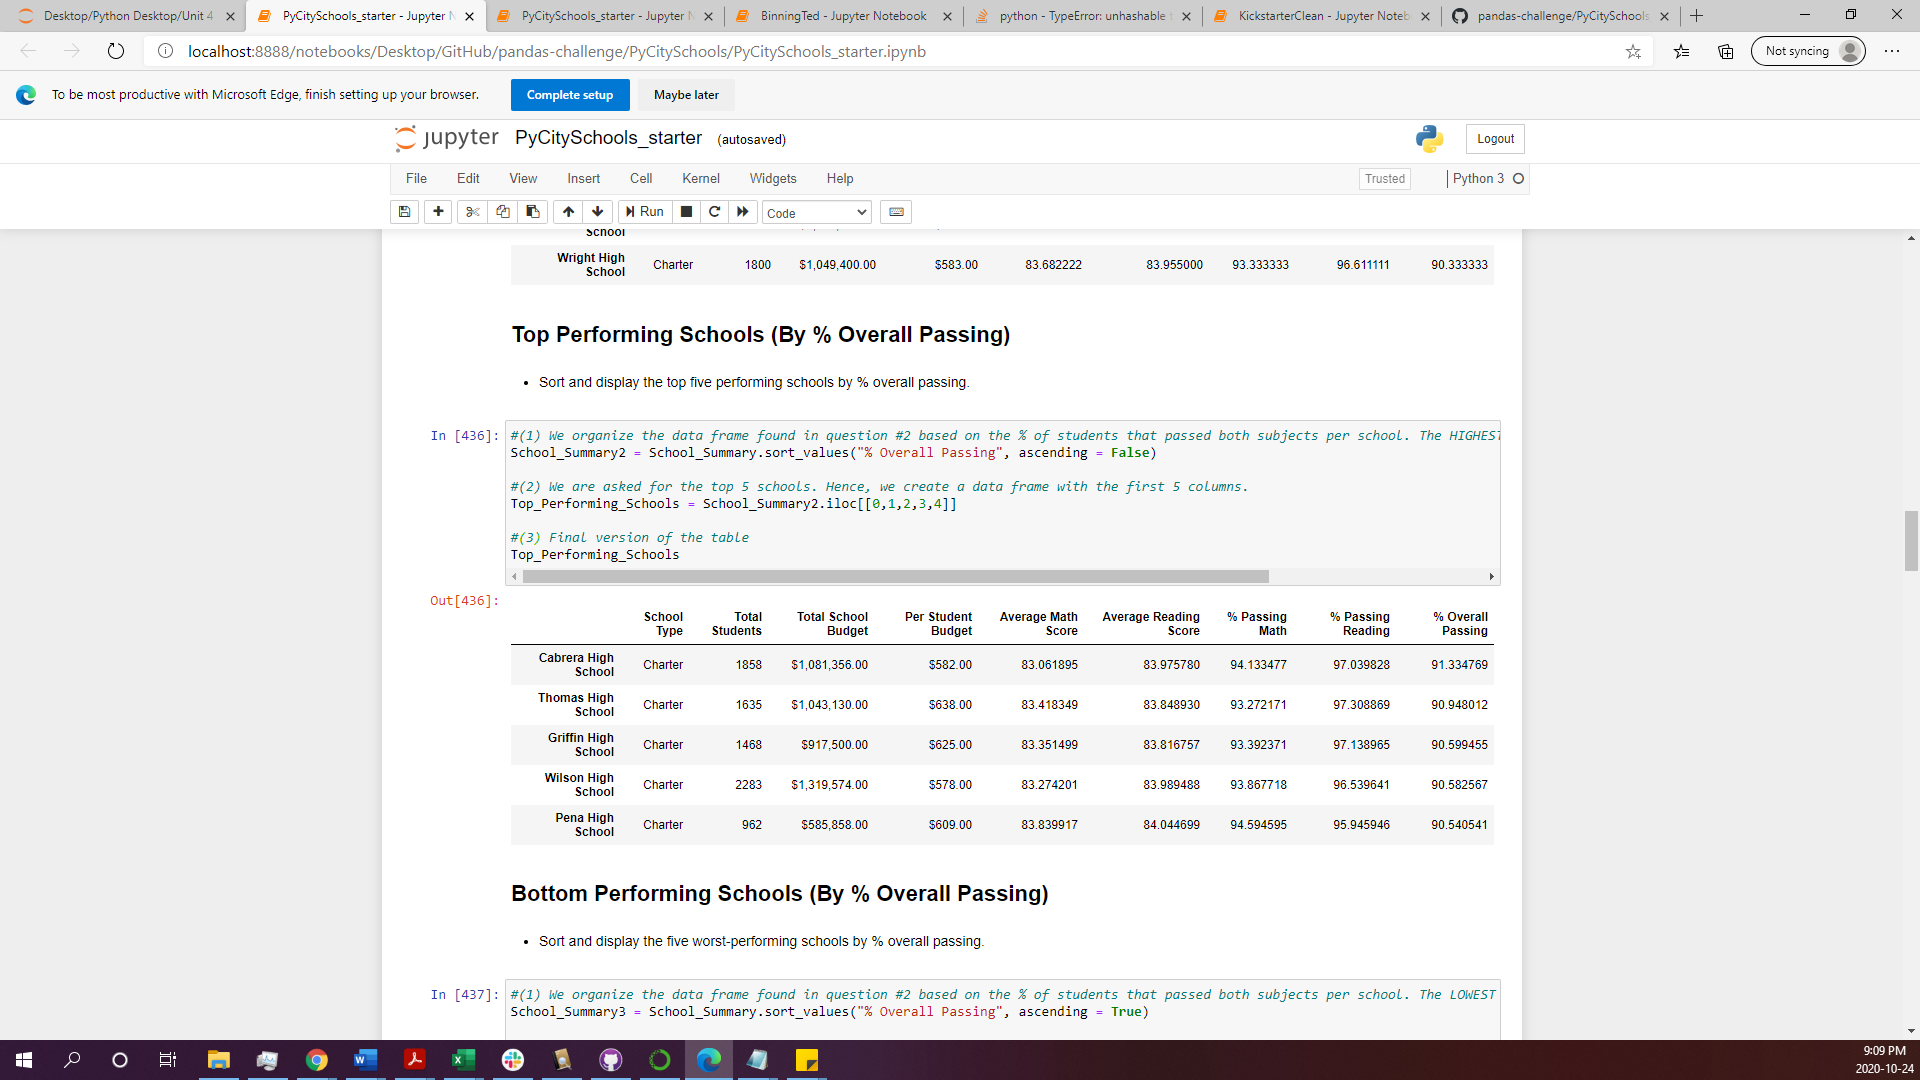 Desktop/Python Desktop/Unit 4
PyCitySchools_starter - Jupyter N
PyCitySchools_starter - Jupyter N
BinningTed - Jupyter Notebook
python - TypeError: unhashable t
KickstarterClean - Jupyter Noteb
pandas-challenge/PyCitySchools
localhost:8888/notebooks/Desktop/GitHub/pandas-challenge/PyCitySchools/PyCitySchools_starter.ipynb
Not syncing
To be most productive with Microsoft Edge, finish setting up your browser.
Complete setup
Maybe later
jupyter PyCitySchools_starter (autosaved)
Logout
File Edit View Insert Cell Kernel Widgets Help
Trusted
Python 3
Run
Code
School
Wright High School Charter 1800 $1,049,400.00 $583.00 83.682222 83.955000 93.333333 96.611111 90.333333
Top Performing Schools (By % Overall Passing)
• Sort and display the top five performing schools by % overall passing.
In [436]:
#(1) We organize the data frame found in question #2 based on the % of students that passed both subjects per school. The HIGHEST
School_Summary2 = School_Summary.sort_values("% Overall Passing", ascending = False)
#(2) We are asked for the top 5 schools. Hence, we create a data frame with the first 5 columns.
Top_Performing_Schools = School_Summary2.iloc[[0,1,2,3,4]]
#(3) Final version of the table
Top_Performing_Schools
Out[436]:
School Type Total Students Total School Budget Per Student Budget Average Math Score Average Reading Score % Passing Math % Passing Reading % Overall Passing
Cabrera High School Charter 1858 $1,081,356.00 $582.00 83.061895 83.975780 94.133477 97.039828 91.334769
Thomas High School Charter 1635 $1,043,130.00 $638.00 83.418349 83.848930 93.272171 97.308869 90.948012
Griffin High School Charter 1468 $917,500.00 $625.00 83.351499 83.816757 93.392371 97.138965 90.599455
Wilson High School Charter 2283 $1,319,574.00 $578.00 83.274201 83.989488 93.867718 96.539641 90.582567
Pena High School Charter 962 $585,858.00 $609.00 83.839917 84.044699 94.594595 95.945946 90.540541
Bottom Performing Schools (By % Overall Passing)
• Sort and display the five worst-performing schools by % overall passing.
In [437]:
#(1) We organize the data frame found in question #2 based on the % of students that passed both subjects per school. The LOWEST
School_Summary3 = School_Summary.sort_values("% Overall Passing", ascending = True)
9:09 PM
2020-10-24